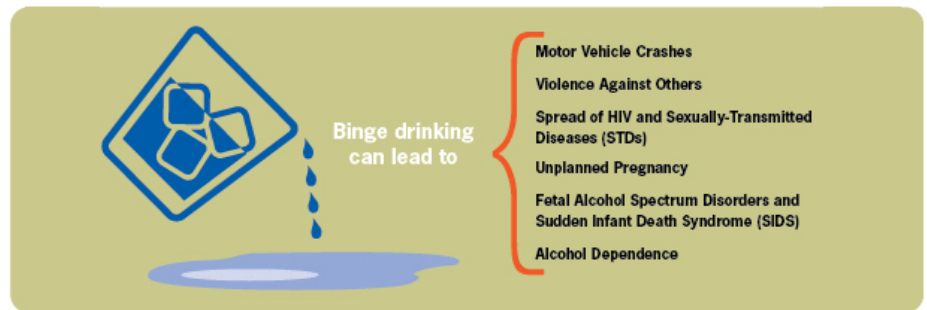 Binge drinking
can lead to
Motor Vehicle Crashes
Violence Against Others
Spread of HIV and Sexually-Transmitted
Diseases (STDs)
Unplanned Pregnancy
Fetal Alcohol Spectrum Disorders and
Sudden Infant Death Syndrome (SIDS)
Alcohol Dependence